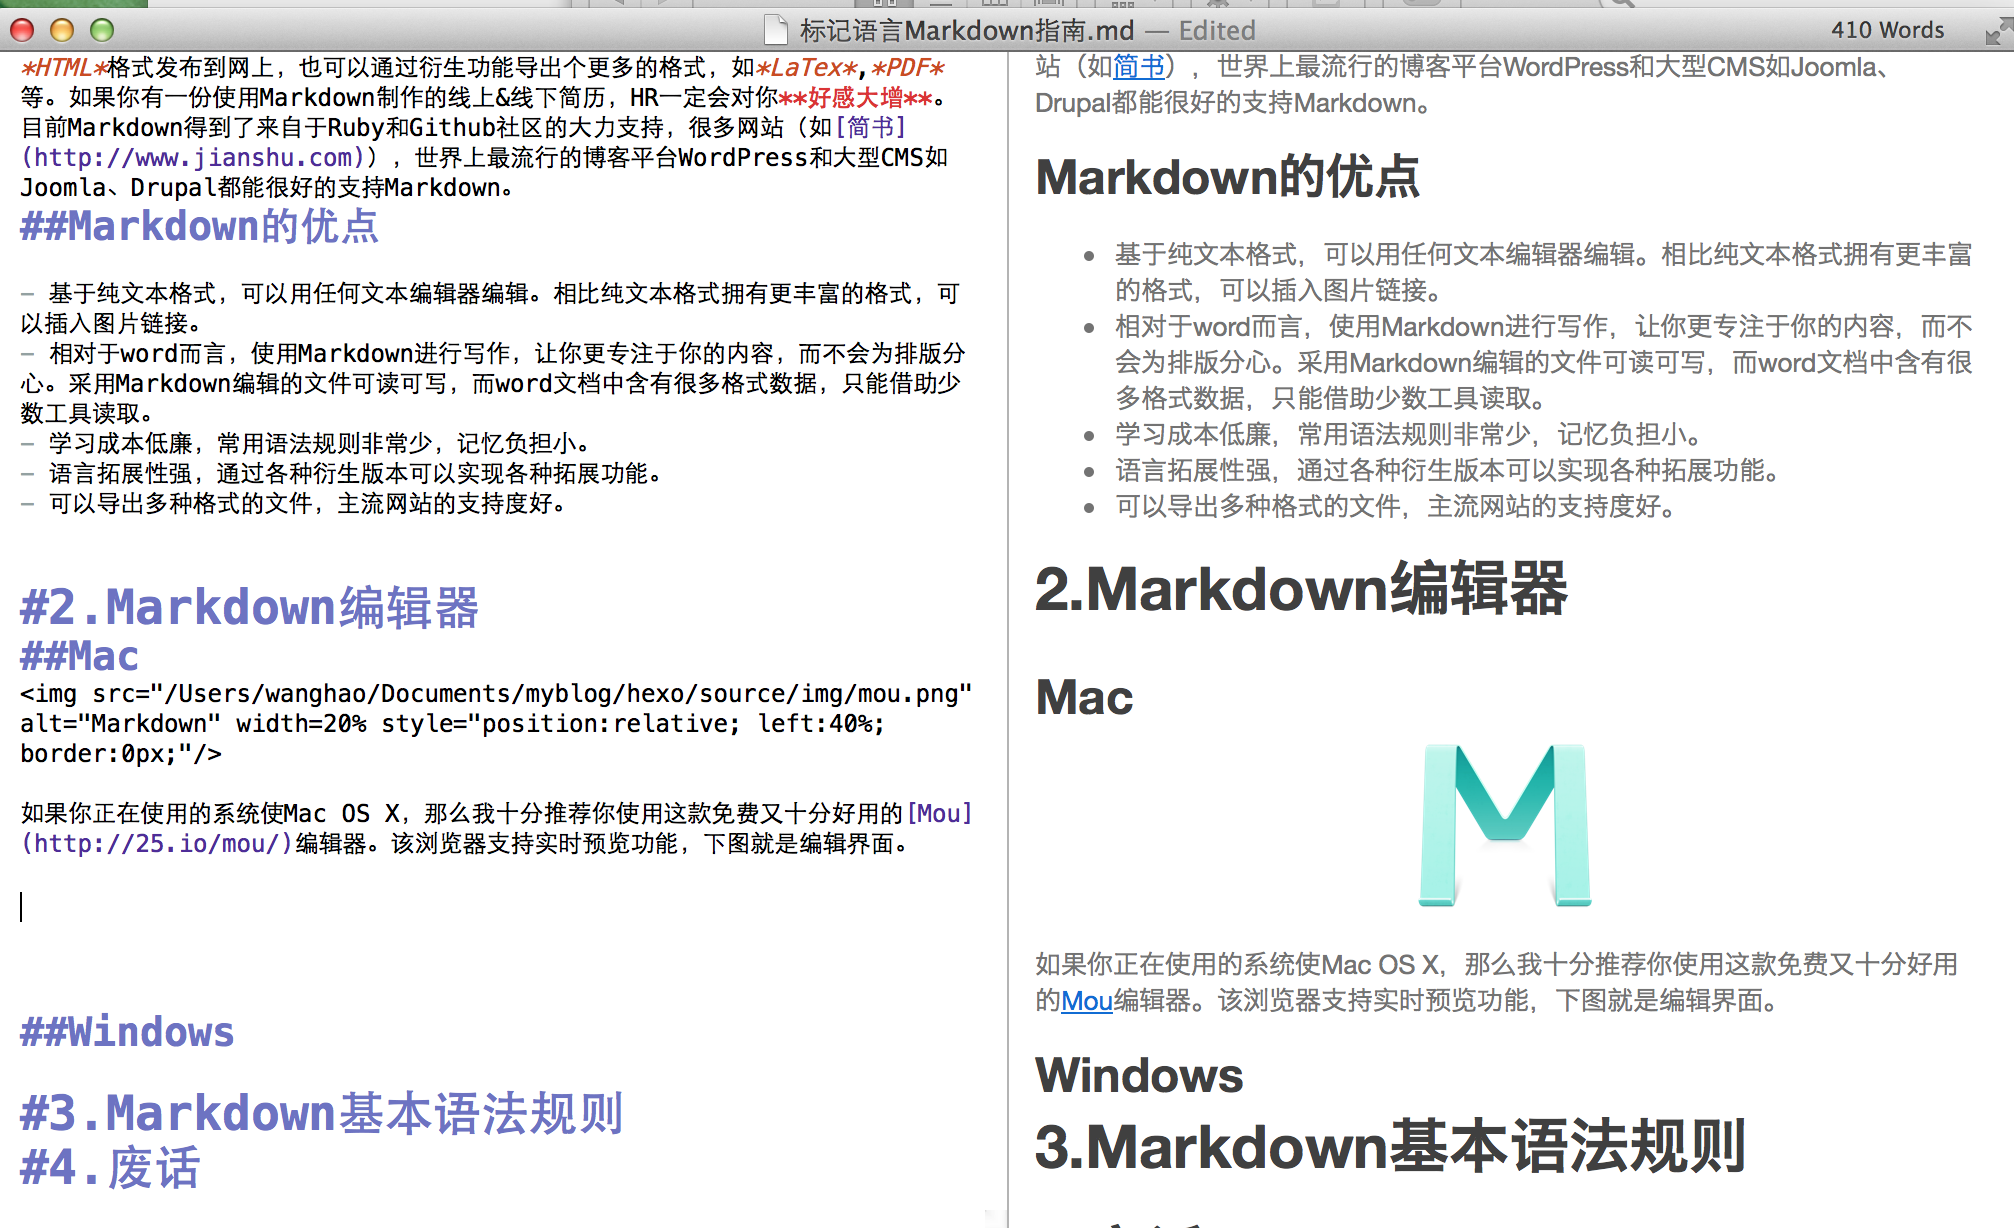 标记语言Markdown指南.md — Edited
410 Words
*HTML*格式发布到网上，也可以通过衍生功能导出个更多的格式，如*LaTex*,*PDF*
等。如果你有一份使用Markdown制作的线上&线下简历，HR一定会对你**好感大增**。
目前Markdown得到了来自于Ruby和Github社区的大力支持，很多网站（如[简书]
(http://www.jianshu.com)），世界上最流行的博客平台WordPress和大型CMS如
Joomla、Drupal都能很好的支持Markdown。
##Markdown的优点
- 基于纯文本格式，可以用任何文本编辑器编辑。相比纯文本格式拥有更丰富的格式，可
以插入图片链接。
- 相对于word而言，使用Markdown进行写作，让你更专注于你的内容，而不会为排版分
心。采用Markdown编辑的文件可读可写，而word文档中含有很多格式数据，只能借助少
数工具读取。
- 学习成本低廉，常用语法规则非常少，记忆负担小。
- 语言拓展性强，通过各种衍生版本可以实现各种拓展功能。
- 可以导出多种格式的文件，主流网站的支持度好。
#2.Markdown编辑器
##Mac
<img src="/Users/wanghao/Documents/myblog/hexo/source/img/mou.png"
alt="Markdown" width=20% style="position:relative; left:40%;
border:0px;"/>
如果你正在使用的系统使Mac OS X，那么我十分推荐你使用这款免费又十分好用的[Mou]
(http://25.io/mou/)编辑器。该浏览器支持实时预览功能，下图就是编辑界面。
##Windows
#3.Markdown基本语法规则
#4.废话
站（如简书），世界上最流行的博客平台WordPress和大型CMS如Joomla、
Drupal都能很好的支持Markdown。
Markdown的优点
• 基于纯文本格式，可以用任何文本编辑器编辑。相比纯文本格式拥有更丰富
的格式，可以插入图片链接。
• 相对于word而言，使用Markdown进行写作，让你更专注于你的内容，而不
会为排版分心。采用Markdown编辑的文件可读可写，而word文档中含有很
多格式数据，只能借助少数工具读取。
• 学习成本低廉，常用语法规则非常少，记忆负担小。
• 语言拓展性强，通过各种衍生版本可以实现各种拓展功能。
• 可以导出多种格式的文件，主流网站的支持度好。
2.Markdown编辑器
Mac
如果你正在使用的系统使Mac OS X，那么我十分推荐你使用这款免费又十分好用
的Mou编辑器。该浏览器支持实时预览功能，下图就是编辑界面。
Windows
3.Markdown基本语法规则